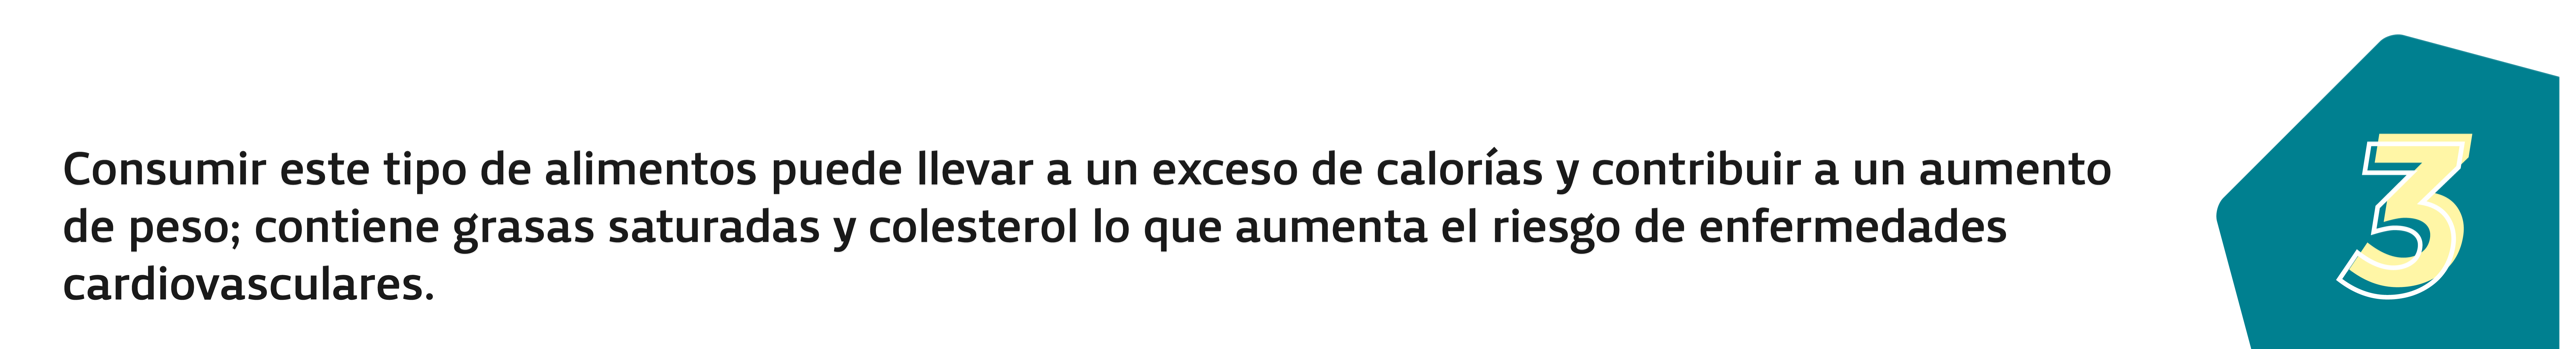 Consumir este tipo de alimentos puede llevar a un exceso de calorías y contribuir a un aumento
de peso; contiene grasas saturadas y colesterol lo que aumenta el riesgo de enfermedades
cardiovasculares.
3